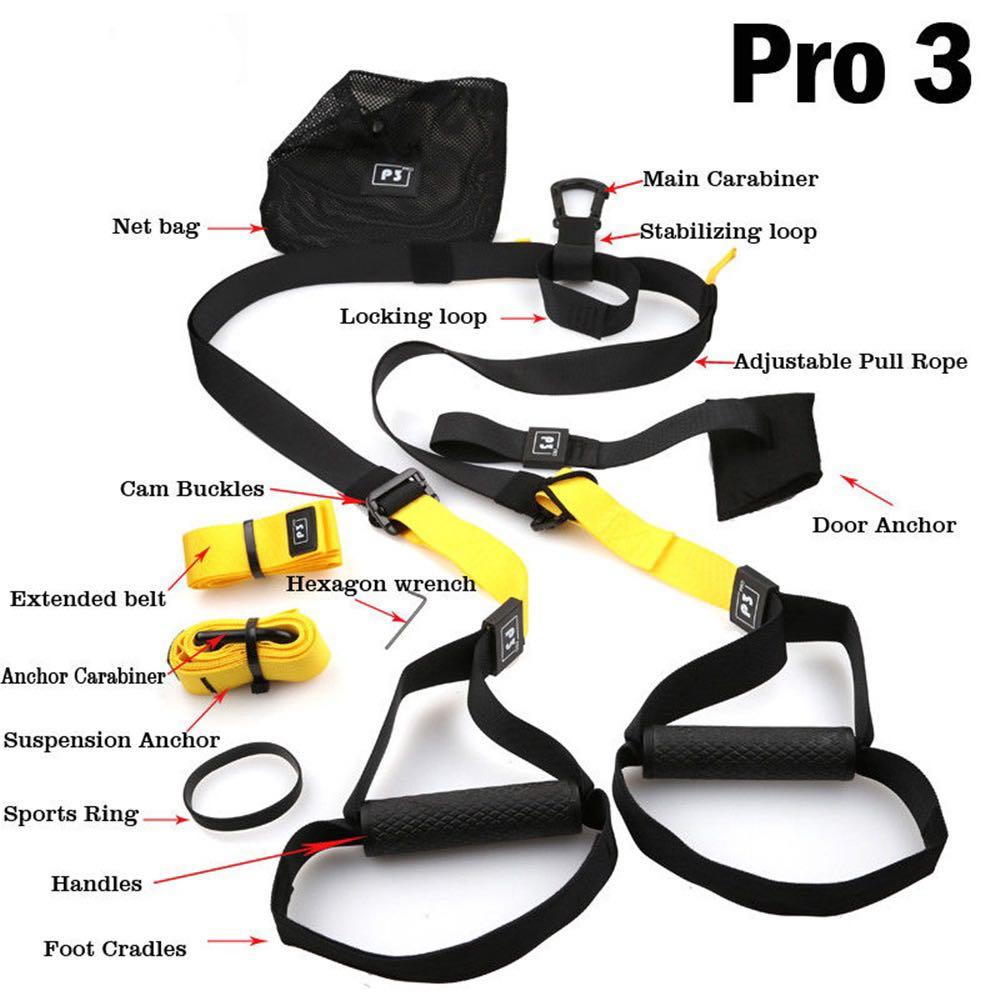 Pro 3
P3
Main Carabiner
Net bag
Stabilizing loop
Locking loop
Adjustable Pull Rope
P3
Cam Buckles
Door Anchor
P3
Extended belt
Hexagon wrench
P3
P3
Anchor Carabiner
Suspension Anchor
Sports Ring
Handles
Foot Cradles